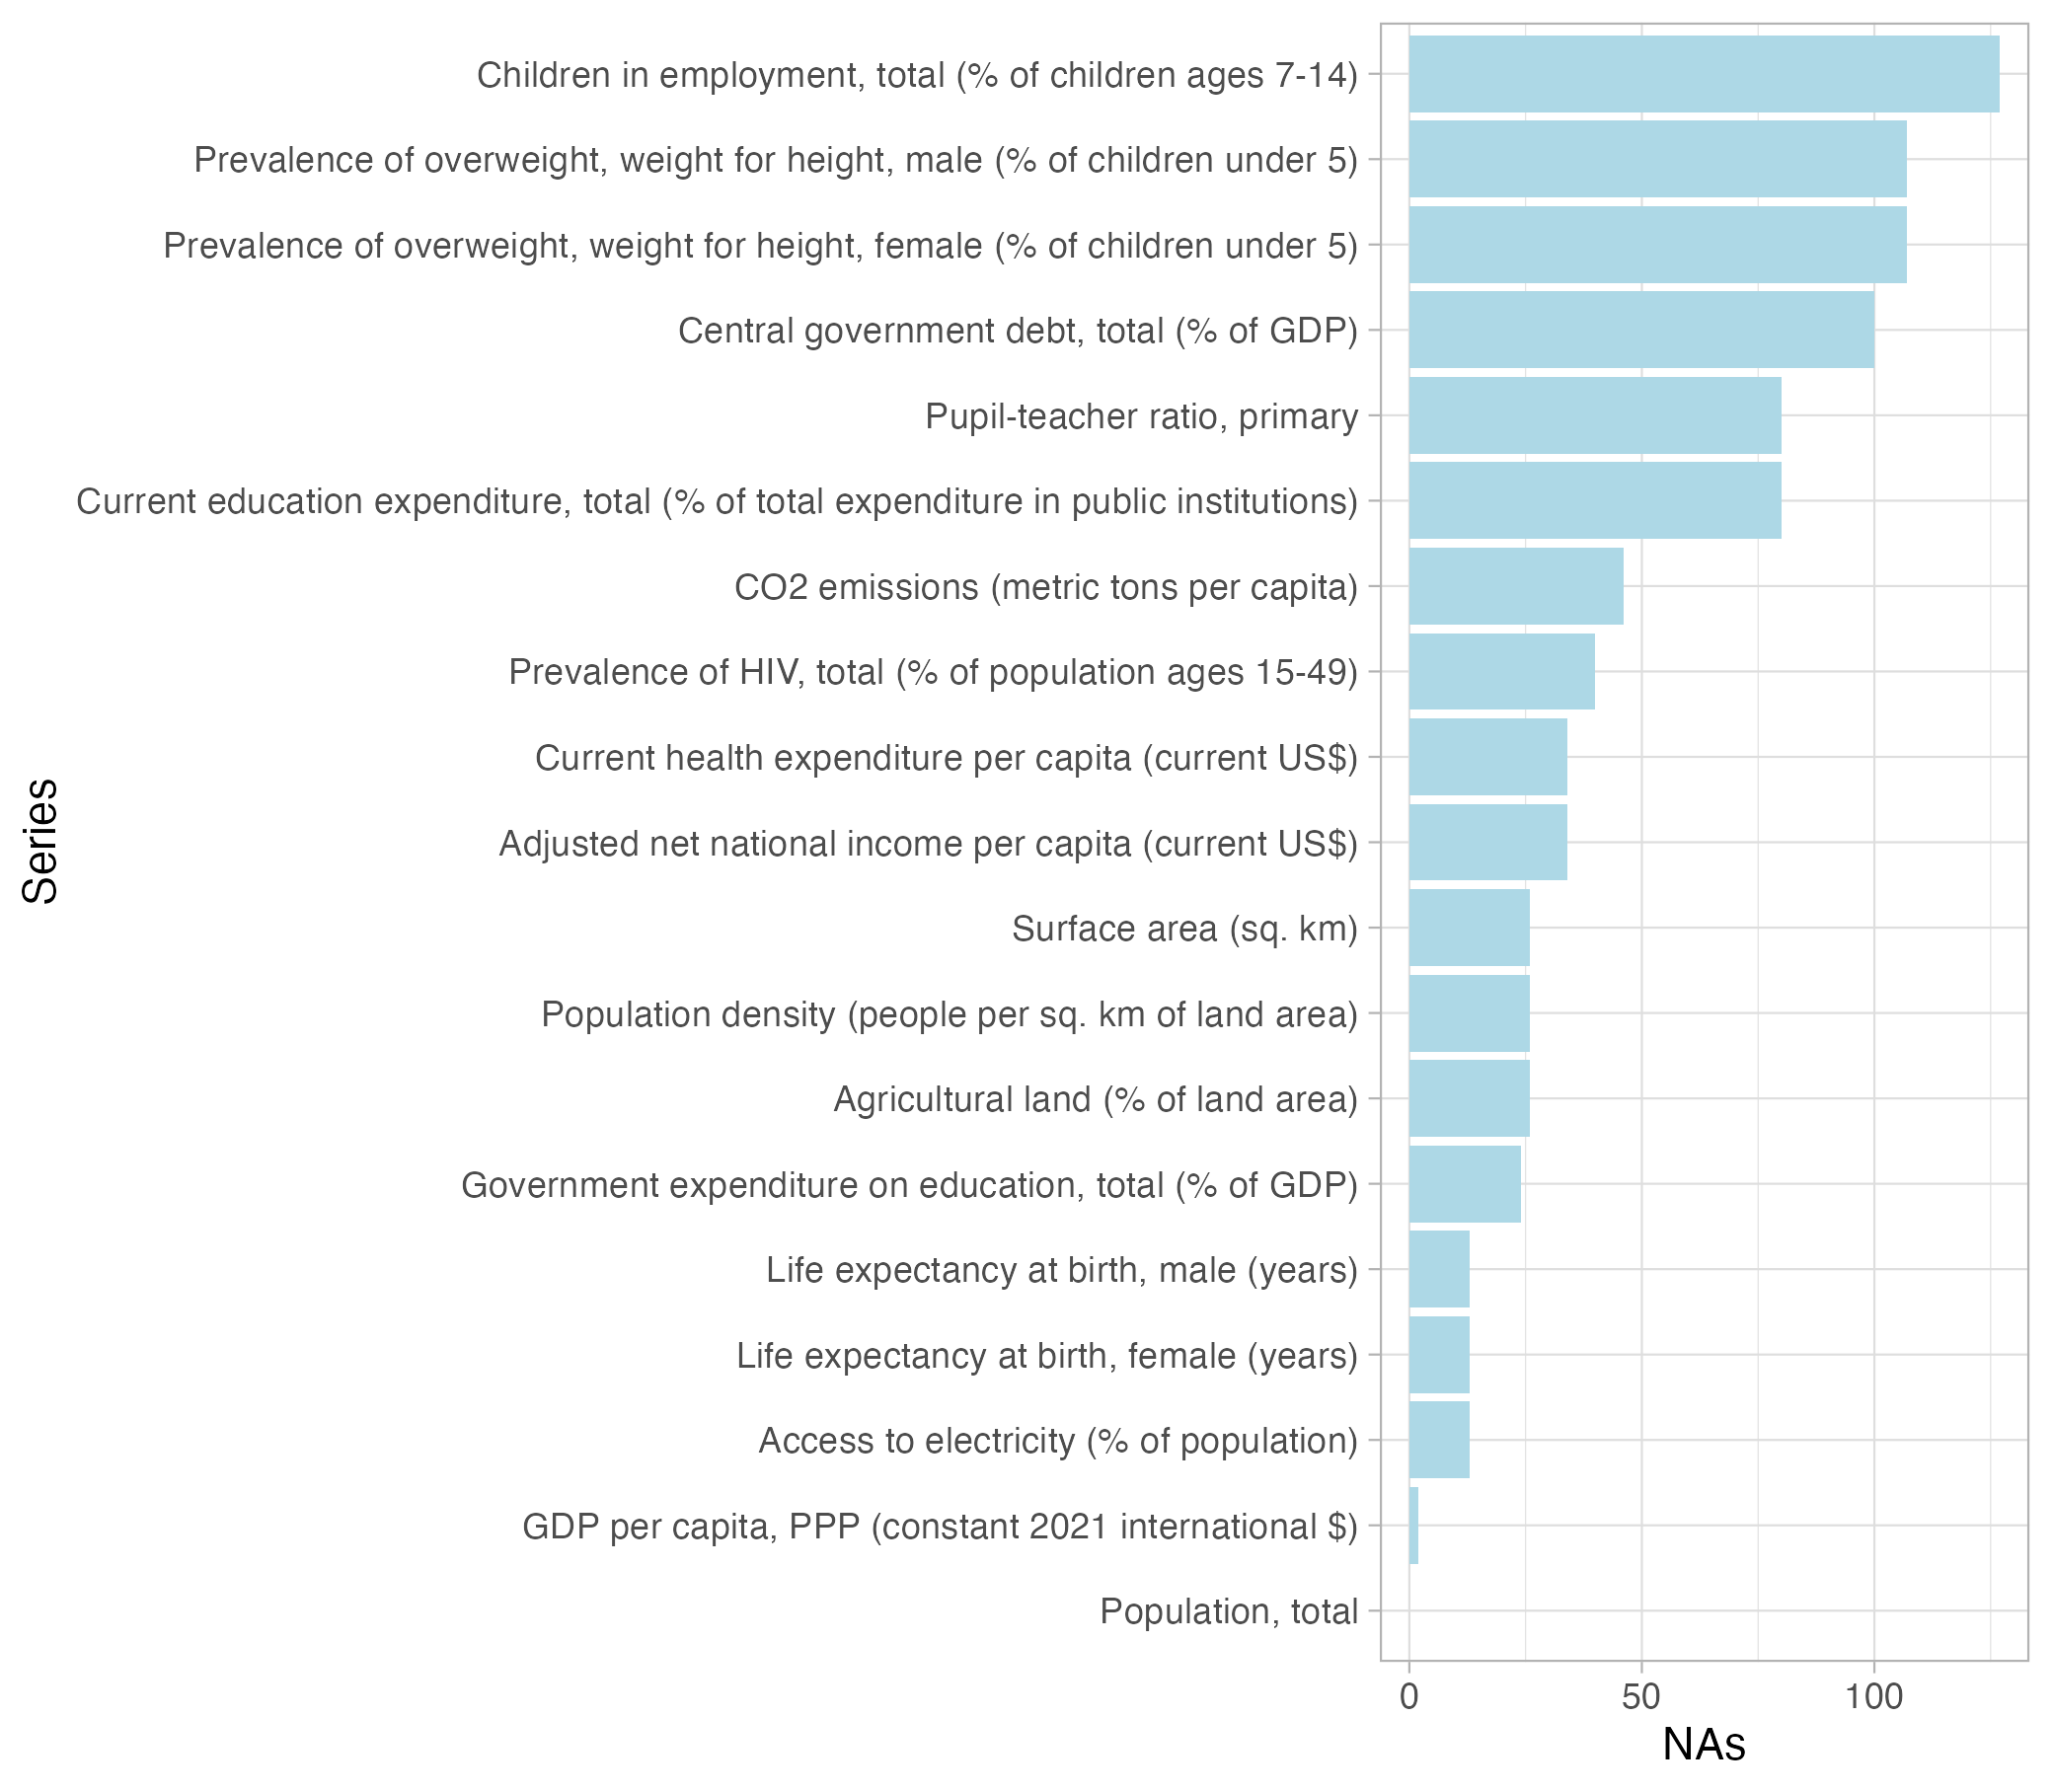 Children in employment, total (% of children ages 7-14)
Prevalence of overweight, weight for height, male (% of children under 5)
Prevalence of overweight, weight for height, female (% of children under 5)
Central government debt, total (% of GDP)
Pupil-teacher ratio, primary
Current education expenditure, total (% of total expenditure in public institutions)
CO2 emissions (metric tons per capita)
Prevalence of HIV, total (% of population ages 15-49)
Current health expenditure per capita (current US$)
Adjusted net national income per capita (current US$)
Surface area (sq. km)
Population density (people per sq. km of land area)
Agricultural land (% of land area)
Government expenditure on education, total (% of GDP)
Life expectancy at birth, male (years)
Life expectancy at birth, female (years)
Access to electricity (% of population)
GDP per capita, PPP (constant 2021 international $)
Population, total
Series
0 50 100
NAs